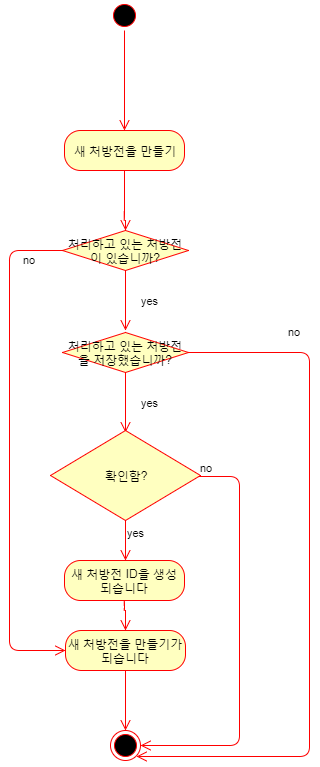 새 처방전을 만들기
처리하고 있는 처방전
이 있습니까?
no
yes
처리하고 있는 처방전
을 저장했습니까?
no
yes
확인함?
no
yes
새 처방전 ID을 생성
되습니다
새 처방전을 만들기가
되습니다